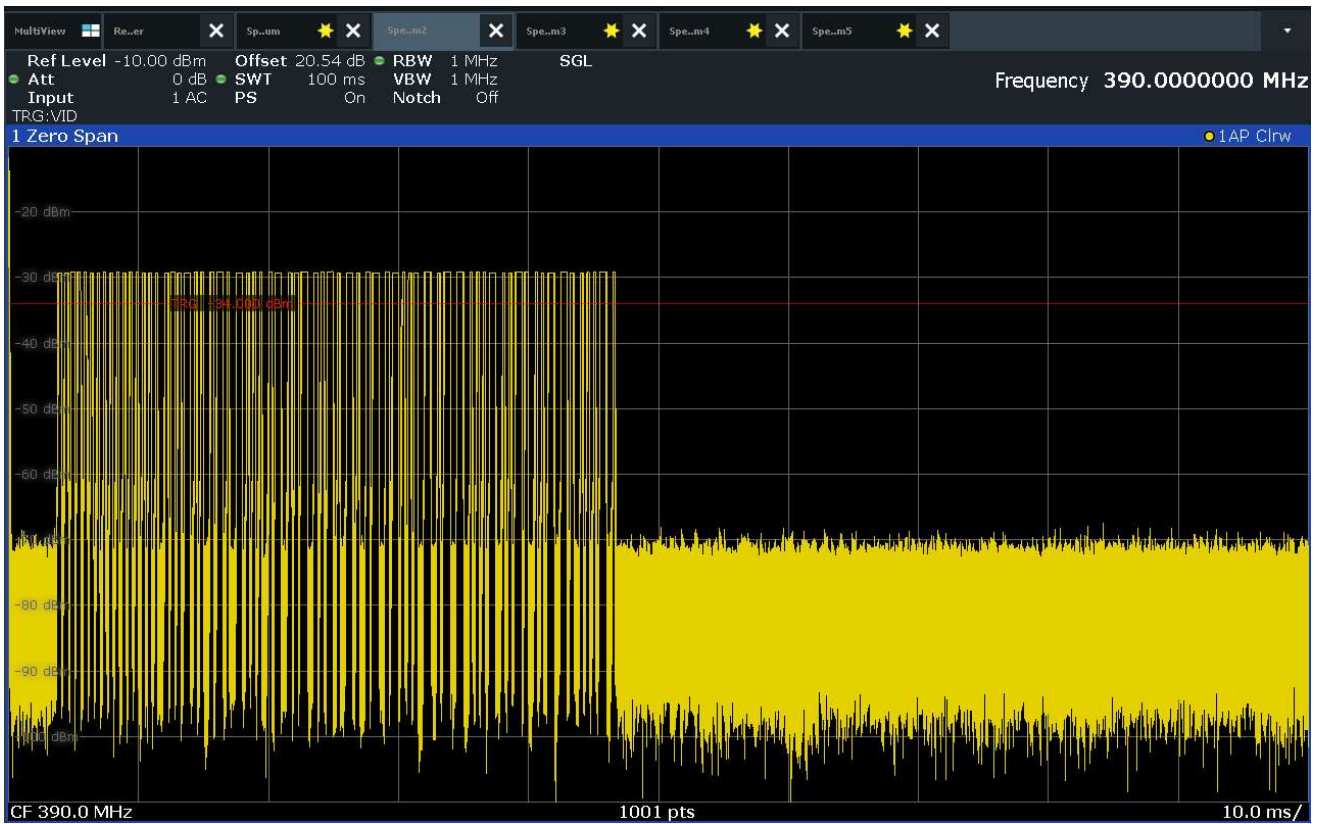 MultiView Re..er Sp..um Spe..m2 Spe..m3 Spe..m4 Spe..m5
Ref Level -10.00 dBm Offset 20.54 dB RBW 1 MHz SGL
Att 0 dB SWT 100 ms VBW 1 MHz
Input 1 AC PS On Notch Off
Frequency 390.0000000 MHz
TRG:VID
1 Zero Span 1AP Clrw
-20 dBm
-30 dBm
TRG -34.000 dBm
-40 dBm
-50 dBm
-60 dBm
-80 dBm
-90 dBm
-100 dBm
CF 390.0 MHz 1001 pts 10.0 ms/